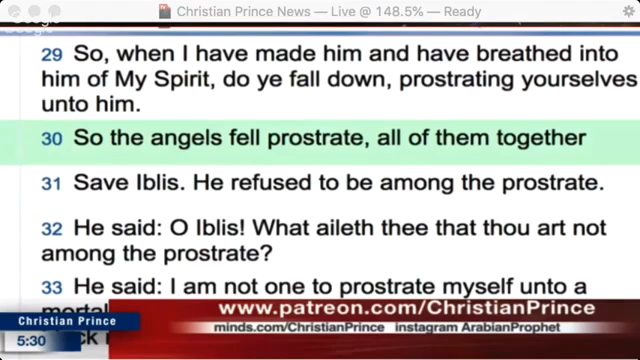 Christian Prince News — Live @ 148.5% — Ready
Google
29 So, when I have made him and have breathed into
him of My Spirit, do ye fall down, prostrating yourselves
unto him.
30 So the angels fell prostrate, all of them together
31 Save Iblis. He refused to be among the prostrate.
32 He said: O Iblis! What aileth thee that thou art not
among the prostrate?
33 He said: I am not one to prostrate myself unto a
www.patreon.com/ChristianPrince
Christian Prince
minds.com/ChristianPrince instagram ArabianProphet
5:30